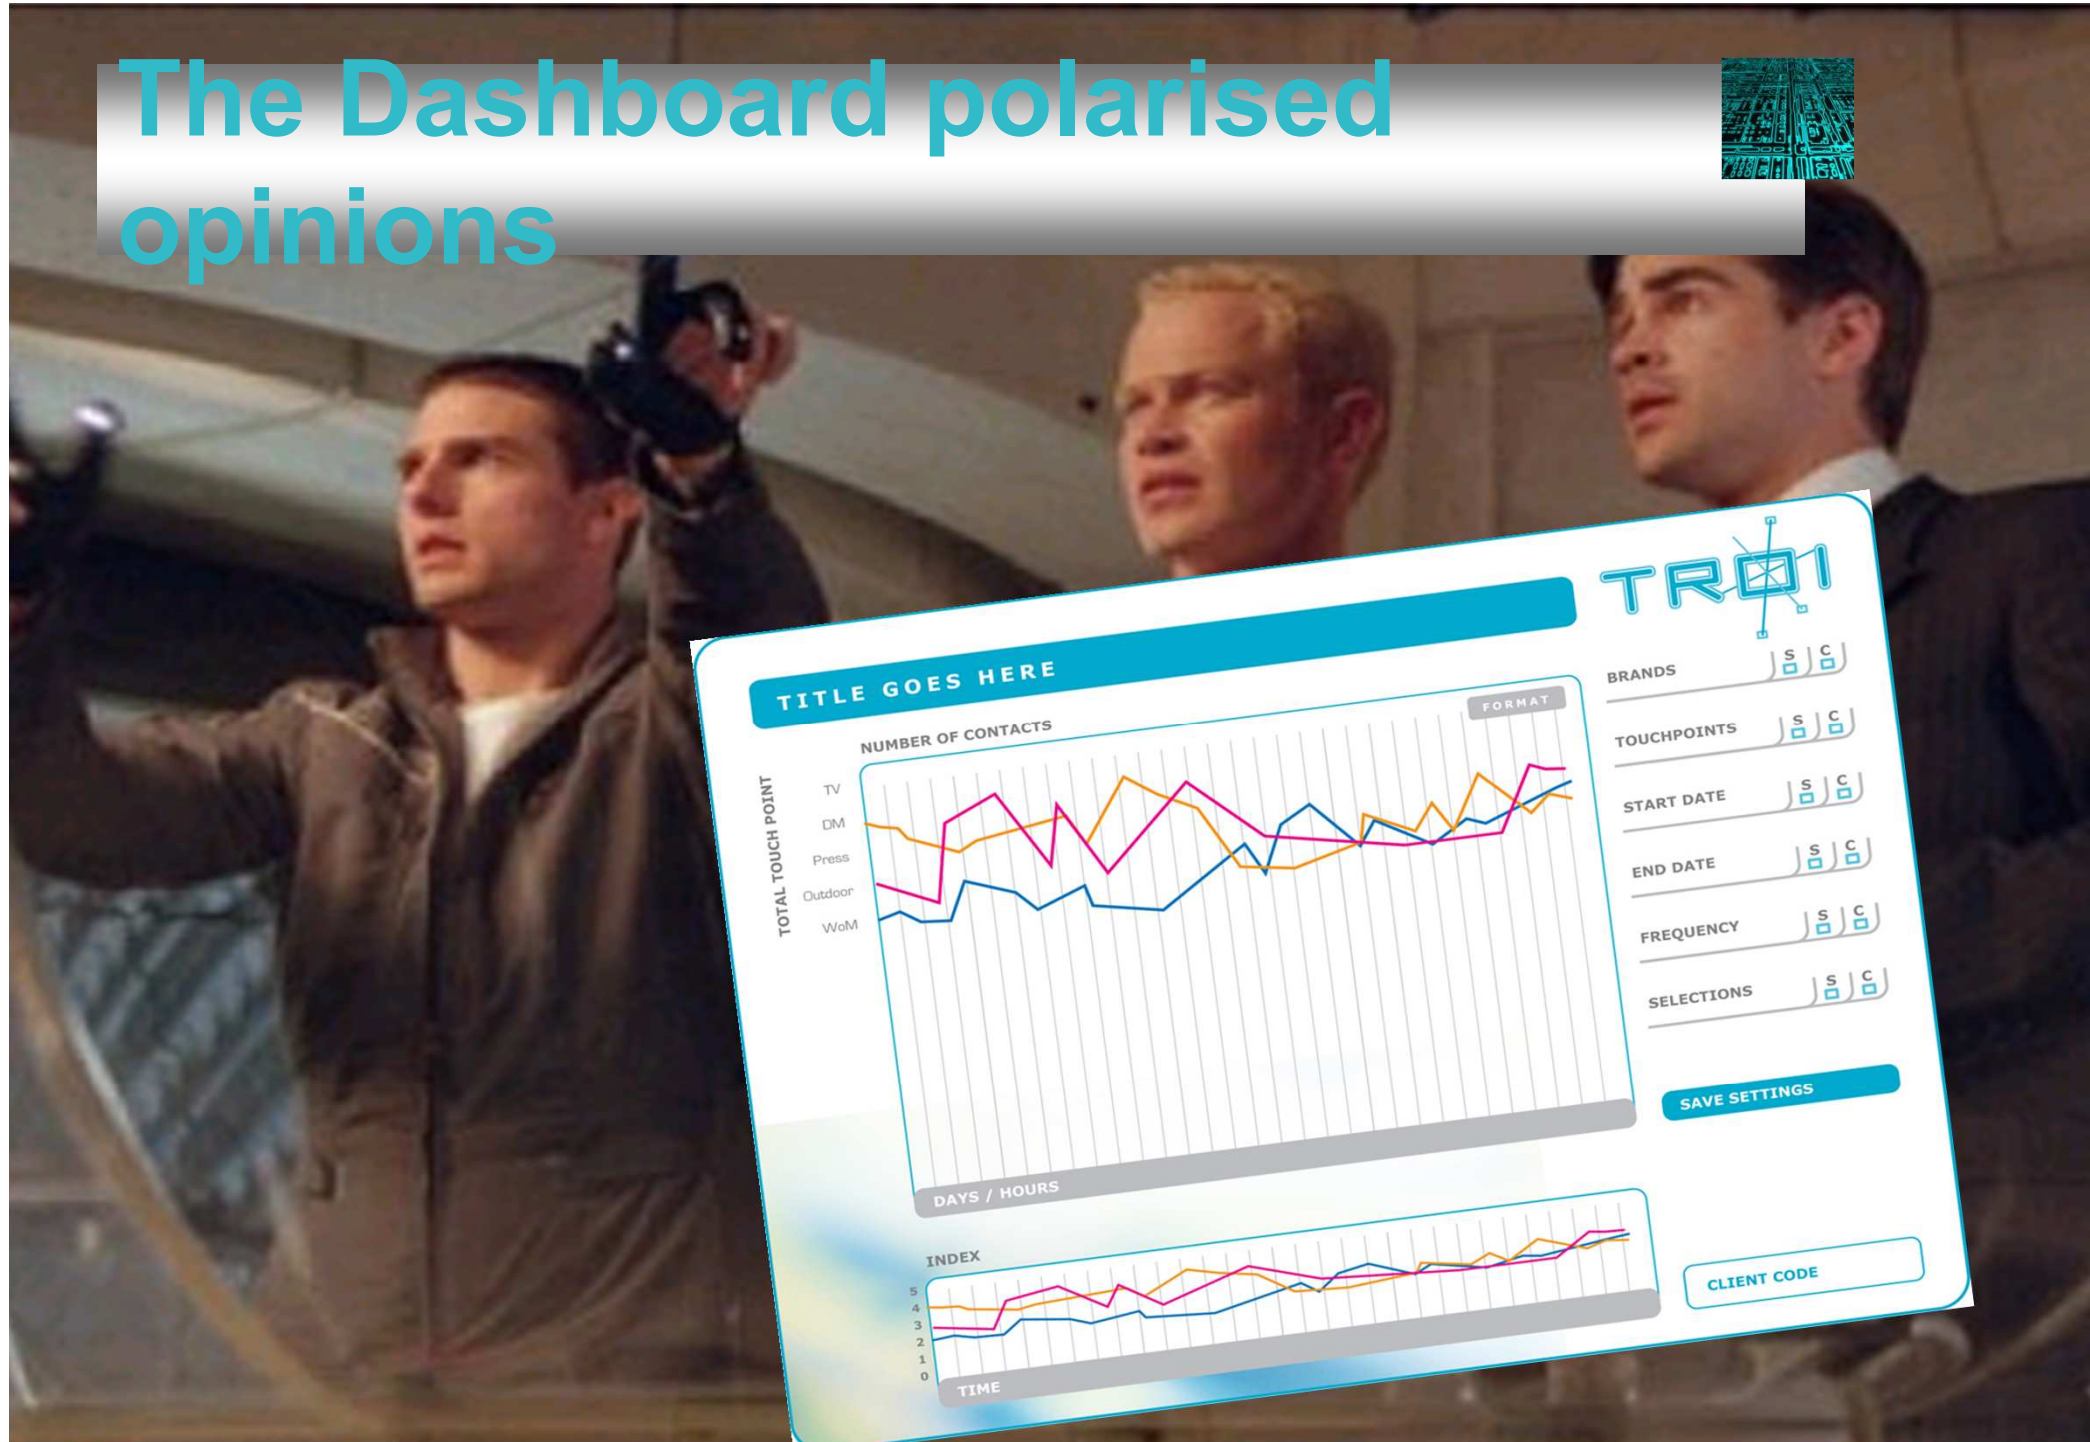 The Dashboard polarised
opinions
TROI
TITLE GOES HERE
NUMBER OF CONTACTS
FORMAT
TOTAL TOUCH POINT
TV
DM
Press
Outdoor
WoM
DAYS / HOURS
INDEX
5
4
3
2
1
0
TIME
BRANDS S C
TOUCHPOINTS S C
START DATE S C
END DATE S C
FREQUENCY S C
SELECTIONS S C
SAVE SETTINGS
CLIENT CODE